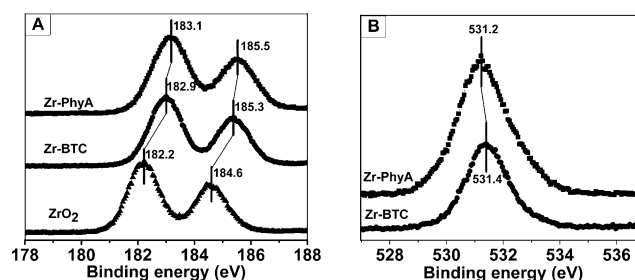 A
183.1
185.5
Zr-PhyA
182.9
185.3
Zr-BTC
182.2
184.6
ZrO2
178 180 182 184 186 188
Binding energy (eV)
B
531.2
Zr-PhyA
531.4
Zr-BTC
530 532 534 536
Binding energy (eV)